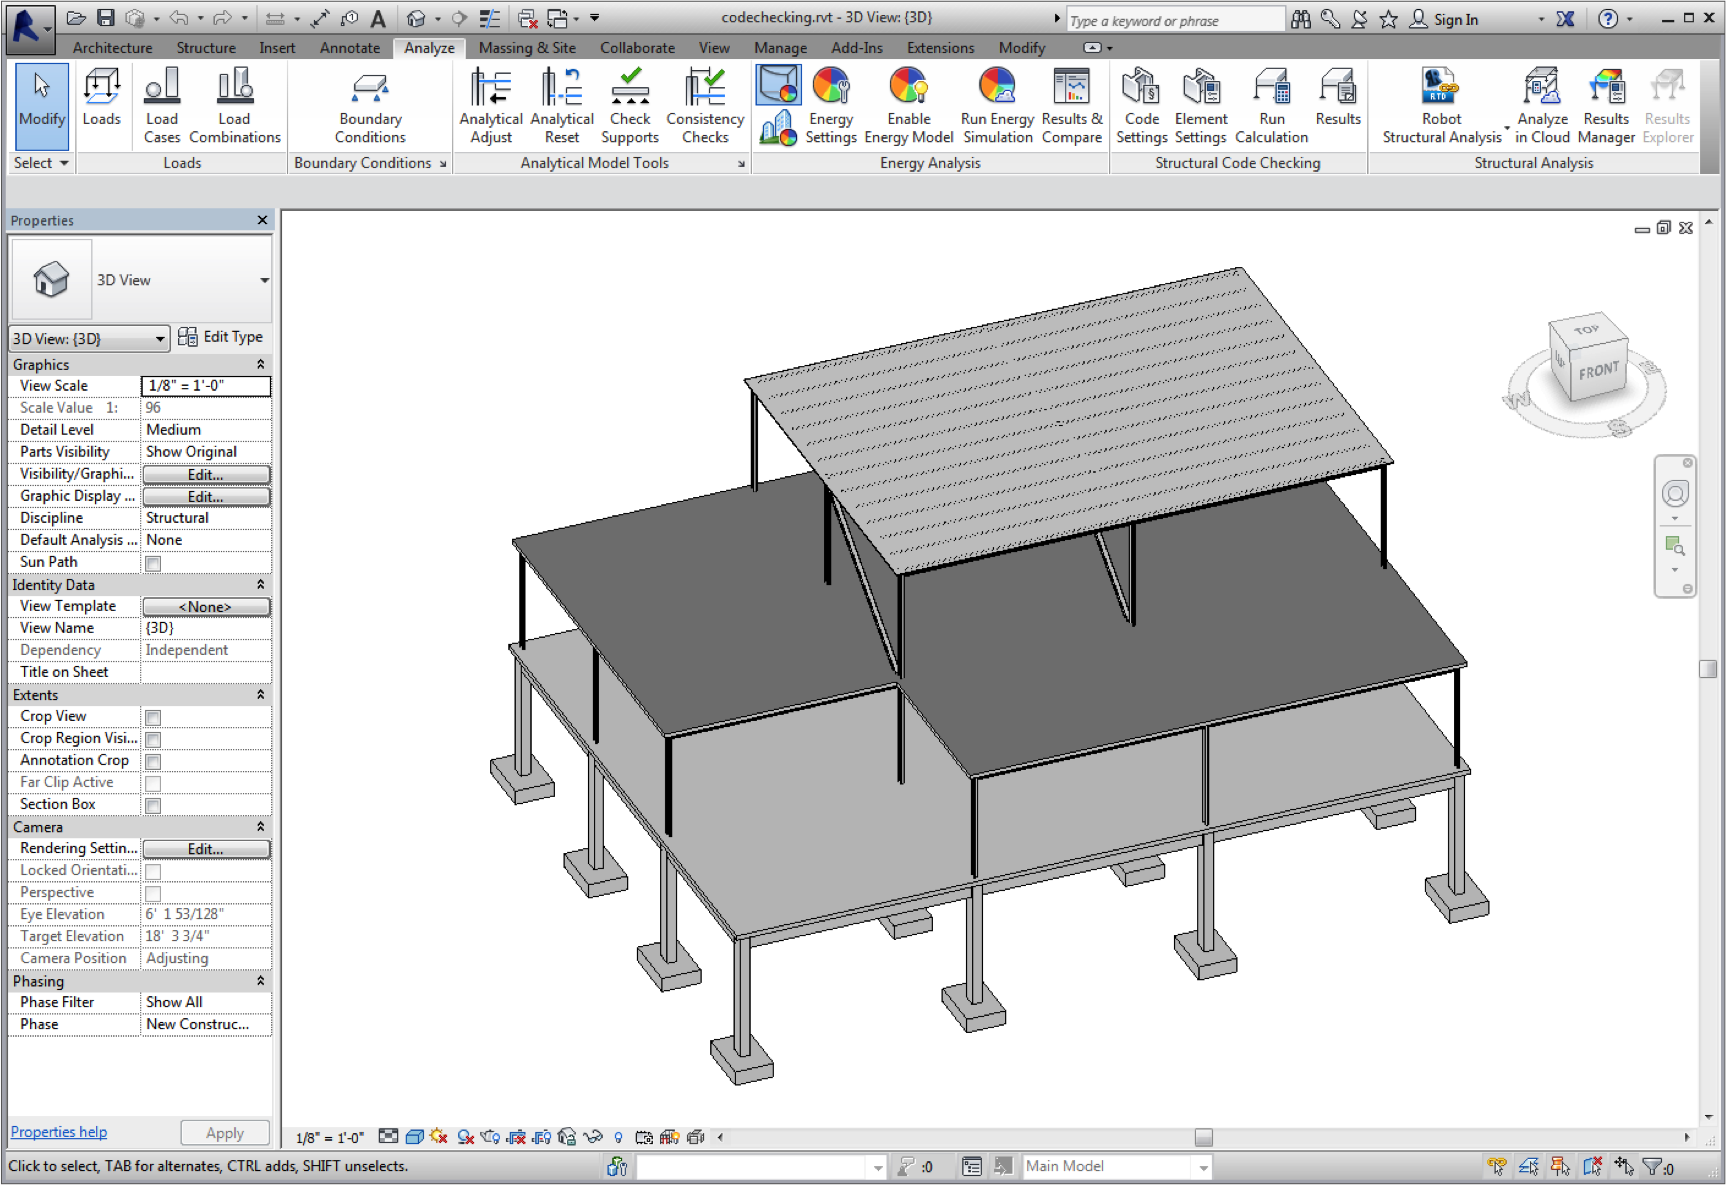 codechecking.rvt - 3D View: {3D}
Type a keyword or phrase
Sign In
Architecture Structure Insert Annotate Analyze Massing & Site Collaborate View Manage Add-Ins Extensions Modify
Modify
Loads
Load Cases
Load Combinations
Boundary Conditions
Analytical Adjust
Analytical Reset
Check Supports
Consistency Checks
Energy Settings
Enable Energy Model
Run Energy Simulation
Results & Compare
Code Settings
Element Settings
Run Calculation
Results
RTD
Robot Structural Analysis
Analyze in Cloud
Results Manager
Results Explorer
Select
Loads
Boundary Conditions
Analytical Model Tools
Energy Analysis
Structural Code Checking
Structural Analysis
Properties
3D View
3D View: {3D}
Edit Type
Graphics
View Scale 1/8" = 1'-0"
Scale Value 1: 96
Detail Level Medium
Parts Visibility Show Original
Visibility/Graphi... Edit...
Graphic Display ... Edit...
Discipline Structural
Default Analysis ... None
Sun Path
Identity Data
View Template <None>
View Name {3D}
Dependency Independent
Title on Sheet
Extents
Crop View
Crop Region Visi...
Annotation Crop
Far Clip Active
Section Box
Camera
Rendering Settin... Edit...
Locked Orientati...
Perspective
Eye Elevation 6' 1 53/128"
Target Elevation 18' 3 3/4"
Camera Position Adjusting
Phasing
Phase Filter Show All
Phase New Construc...
Properties help
Apply
TOP
FRONT
W
S
1/8" = 1'-0"
Click to select, TAB for alternates, CTRL adds, SHIFT unselects.
:0
Main Model
:0